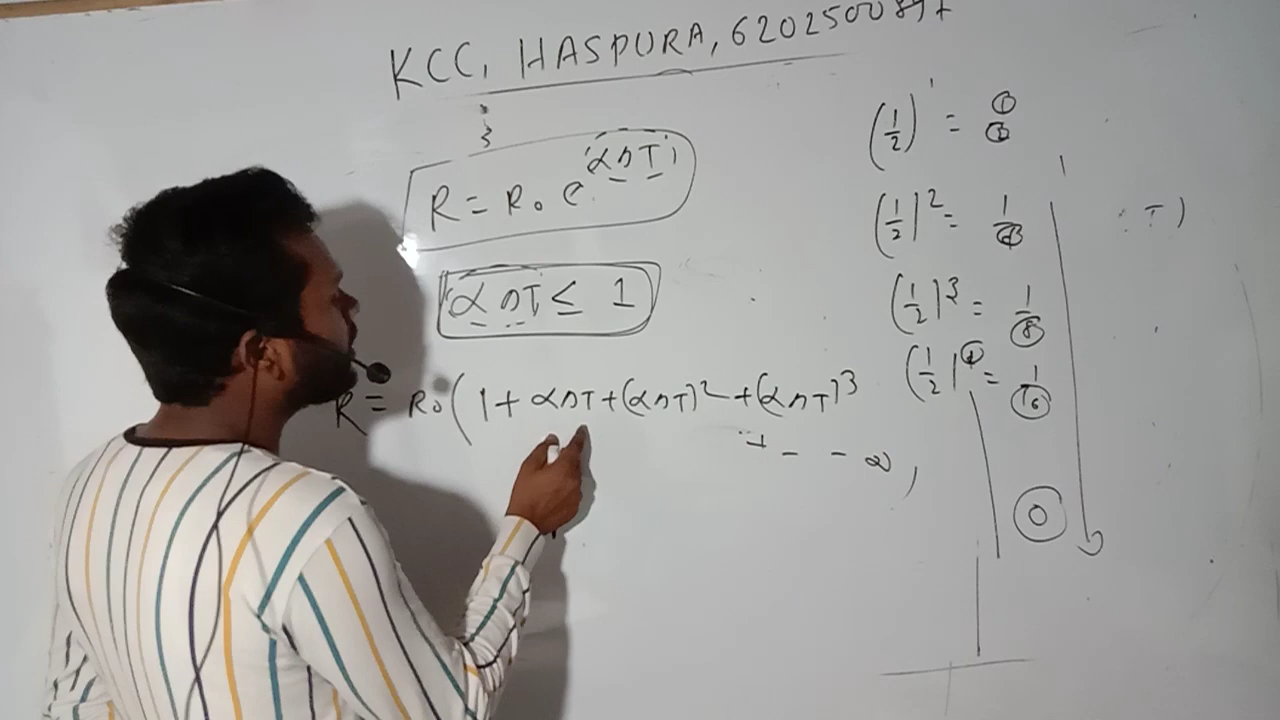 KCC, HASPURA, 6202500897
R = R₀ e^(αΔT)
αΔT ≤ 1
R = R₀ (1 + αΔT + (αΔT)² + (αΔT)³
+ - - ∞)
(1/2)¹ = 1/2
(1/2)² = 1/4
(1/2)³ = 1/8
(1/2)⁴ = 1/16
0
T)